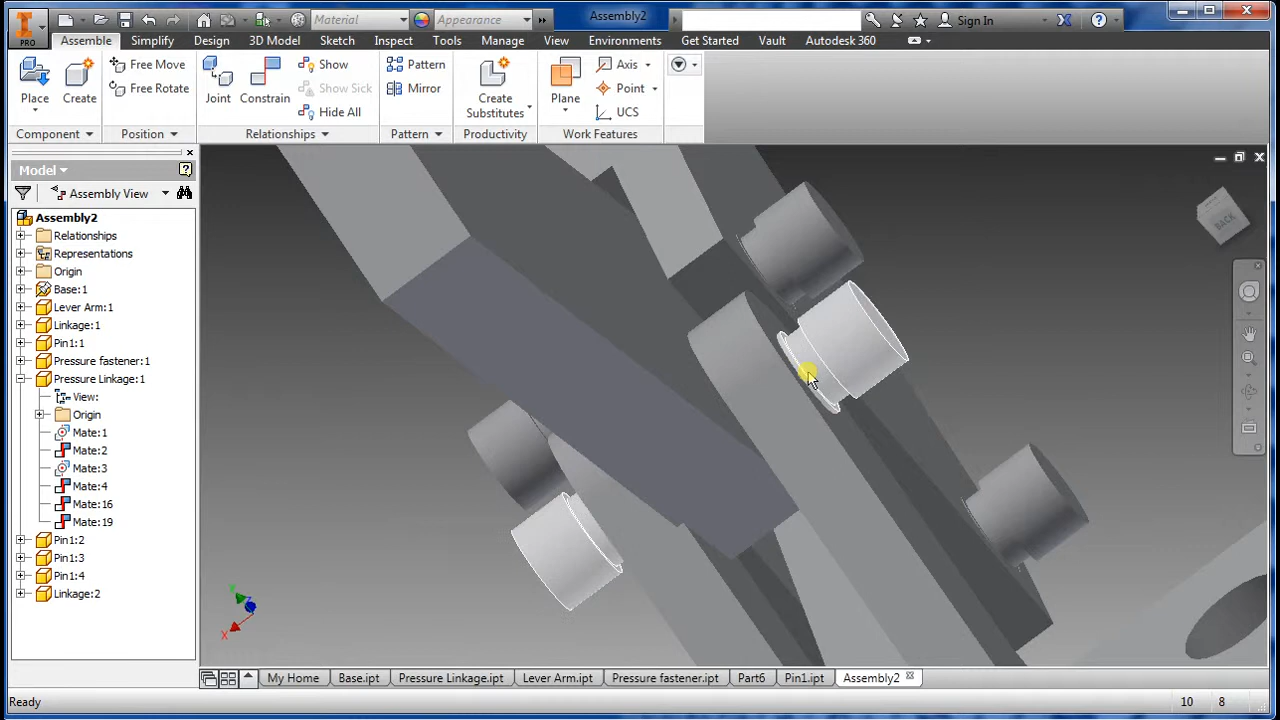 Material
Appearance
Assembly2
Sign In
PRO
Assemble
Simplify
Design
3D Model
Sketch
Inspect
Tools
Manage
View
Environments
Get Started
Vault
Autodesk 360
Place
Create
Free Move
Free Rotate
Joint
Constrain
Show
Show Sick
Hide All
Pattern
Mirror
Create
Substitutes
Plane
Axis
Point
UCS
Component
Position
Relationships
Pattern
Productivity
Work Features
Model
Assembly View
Assembly2
Relationships
Representations
Origin
Base:1
Lever Arm:1
Linkage:1
Pin1:1
Pressure fastener:1
Pressure Linkage:1
View:
Origin
Mate:1
Mate:2
Mate:3
Mate:4
Mate:16
Mate:19
Pin1:2
Pin1:3
Pin1:4
Linkage:2
BACK
Y
X
My Home
Base.ipt
Pressure Linkage.ipt
Lever Arm.ipt
Pressure fastener.ipt
Part6
Pin1.ipt
Assembly2
Ready
10
8